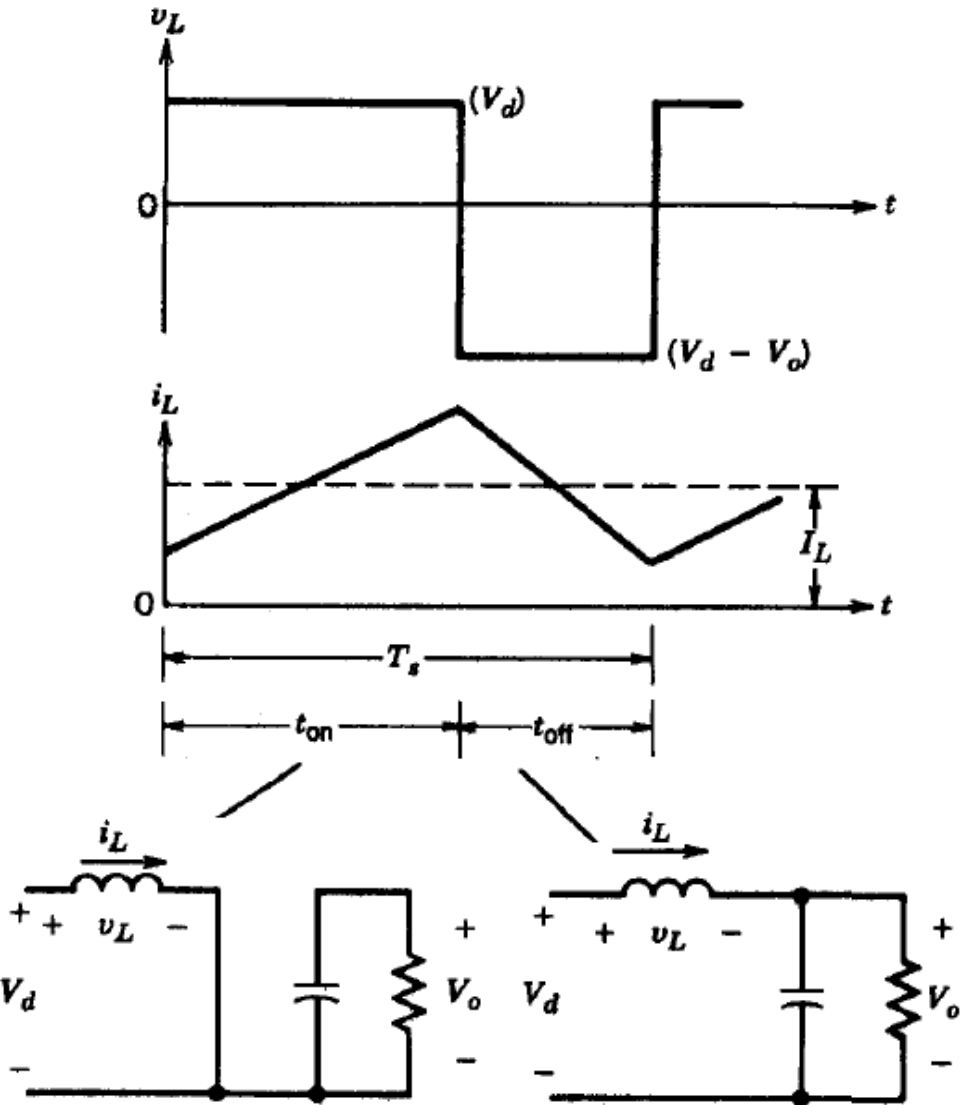 v_L
(V_d)
0
t
(V_d − V_o)
i_L
I_L
0
t
T_s
t_on
t_off
i_L
+ + v_L −
V_d
+
V_o
−
−
i_L
+ + v_L −
V_d
+
V_o
−
−